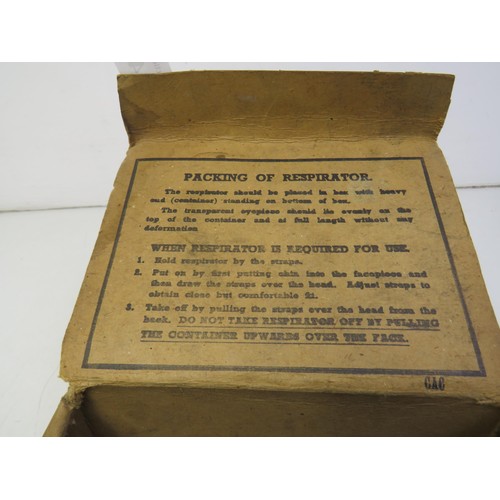 PACKING OF RESPIRATOR.
The respirator should be placed in box with heavy
end (container) standing on bottom of box.
The transparent eyepiece should lie evenly on the
top of the container and at full length without any
deformation
WHEN RESPIRATOR IS REQUIRED FOR USE.
1. Hold respirator by the straps.
2. Put on by first putting chin into the facepiece and
then draw the straps over the head. Adjust straps to
obtain close but comfortable fit.
3. Take off by pulling the straps over the head from the
back. DO NOT TAKE RESPIRATOR OFF BY PULLING
THE CONTAINER UPWARDS OVER THE FACE.
CAC